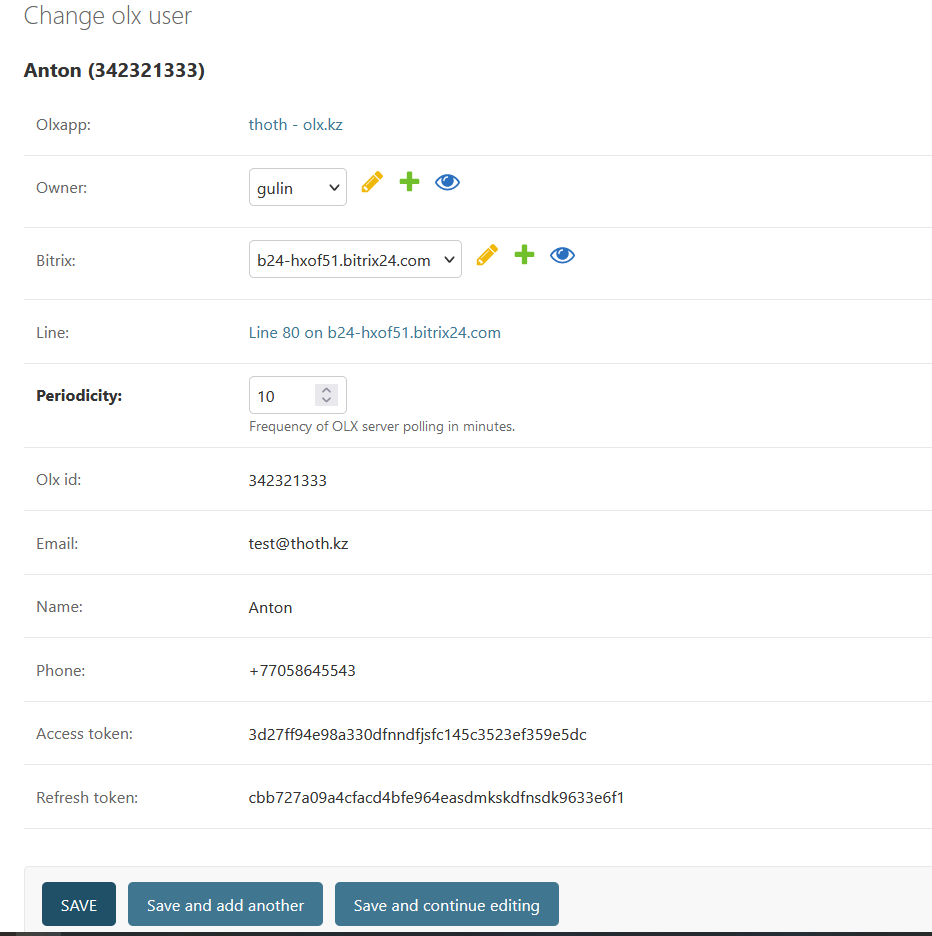 Change olx user
Anton (342321333)
Olxapp: thoth - olx.kz
Owner: gulin
Bitrix: b24-hxof51.bitrix24.com
Line: Line 80 on b24-hxof51.bitrix24.com
Periodicity: 10
Frequency of OLX server polling in minutes.
Olx id: 342321333
Email: test@thoth.kz
Name: Anton
Phone: +77058645543
Access token: 3d27ff94e98a330dfnndfjsfc145c3523ef359e5dc
Refresh token: cbb727a09a4cfacd4bfe964easdmkskdfnsdk9633e6f1
SAVE Save and add another Save and continue editing